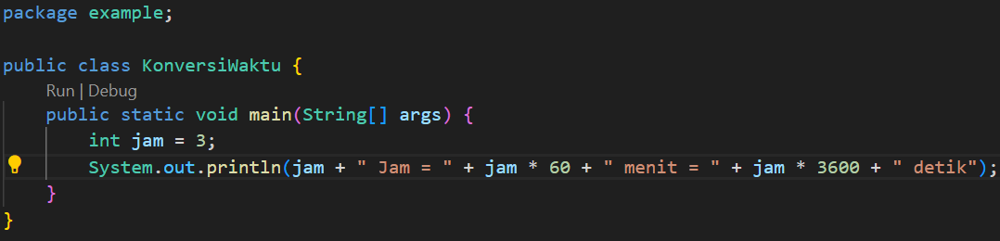 package example;
public class KonversiWaktu {
Run | Debug
public static void main(String[] args) {
int jam = 3;
System.out.println(jam + " Jam = " + jam * 60 + " menit = " + jam * 3600 + " detik");
}
}